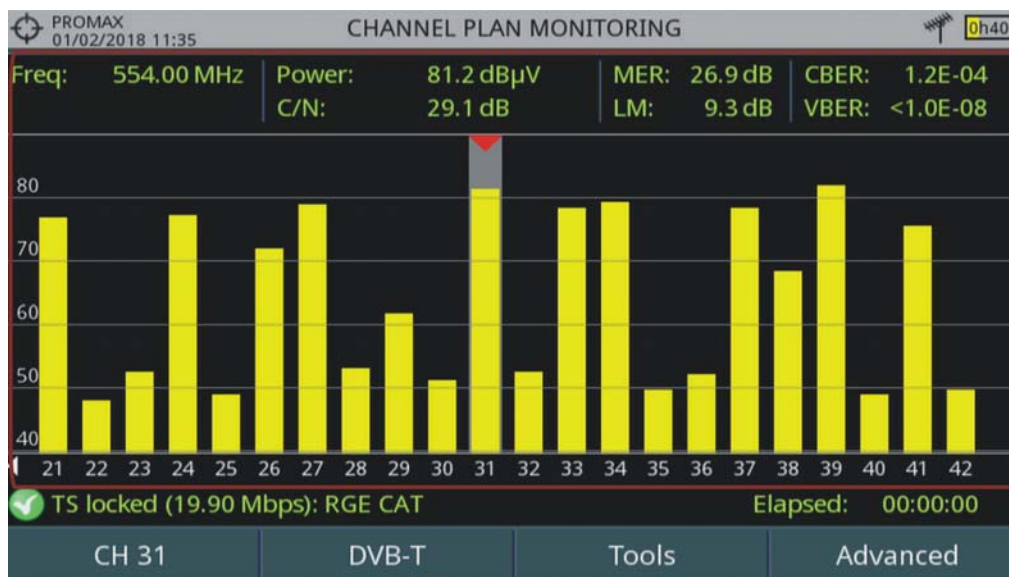 PROMAX
01/02/2018 11:35
CHANNEL PLAN MONITORING
0h40
Freq: 554.00 MHz Power: 81.2 dBµV MER: 26.9 dB CBER: 1.2E-04
C/N: 29.1 dB LM: 9.3 dB VBER: <1.0E-08
80
70
60
50
40
21 22 23 24 25 26 27 28 29 30 31 32 33 34 35 36 37 38 39 40 41 42
TS locked (19.90 Mbps): RGE CAT Elapsed: 00:00:00
CH 31 DVB-T Tools Advanced